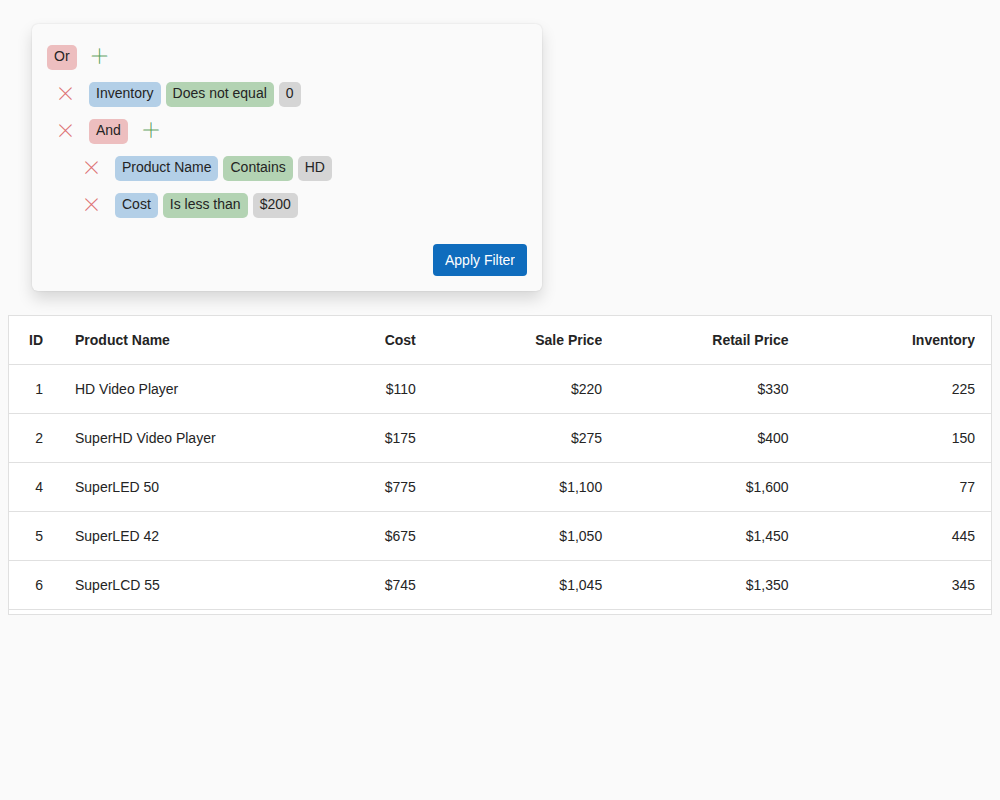 Or
Inventory Does not equal 0
And
Product Name Contains HD
Cost Is less than $200
Apply Filter
ID Product Name Cost Sale Price Retail Price Inventory
1 HD Video Player $110 $220 $330 225
2 SuperHD Video Player $175 $275 $400 150
4 SuperLED 50 $775 $1,100 $1,600 77
5 SuperLED 42 $675 $1,050 $1,450 445
6 SuperLCD 55 $745 $1,045 $1,350 345